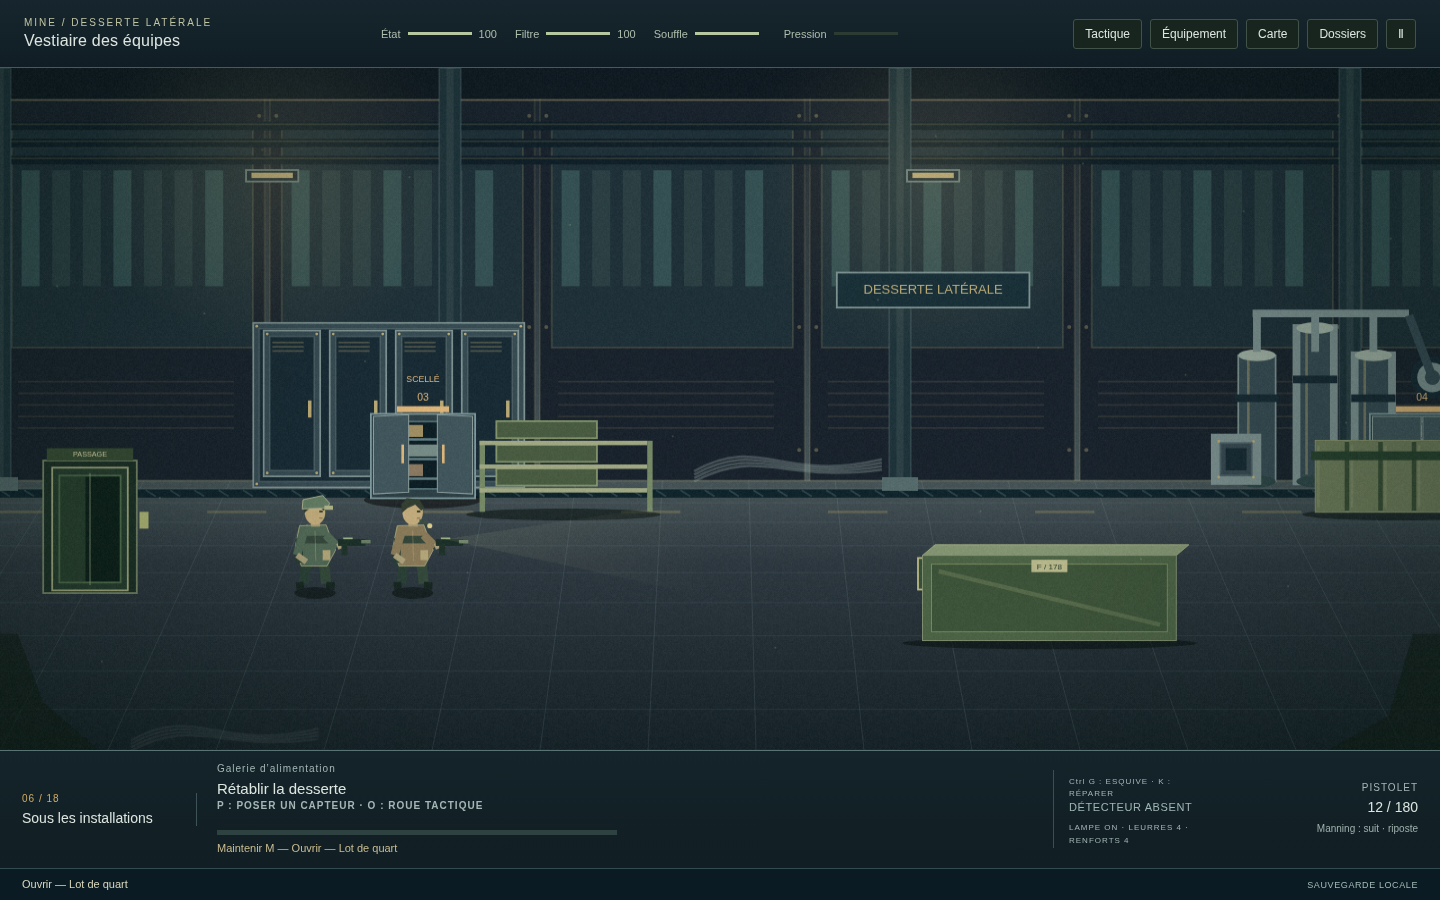 MINE / DESSERTE LATÉRALE
Vestiaire des équipes
État 100 Filtre 100 Souffle Pression
Tactique Équipement Carte Dossiers II
DESSERTE LATÉRALE
SCELLÉ
03
04
PASSAGE
P / 178
06 / 18
Sous les installations
Galerie d'alimentation
Rétablir la desserte
P : POSER UN CAPTEUR · O : ROUE TACTIQUE
Maintenir M — Ouvrir — Lot de quart
Ctrl G : ESQUIVE · K :
RÉPARER
DÉTECTEUR ABSENT
LAMPE ON · LEURRES 4 ·
RENFORTS 4
PISTOLET
12 / 180
Manning : suit · riposte
Ouvrir — Lot de quart
SAUVEGARDE LOCALE